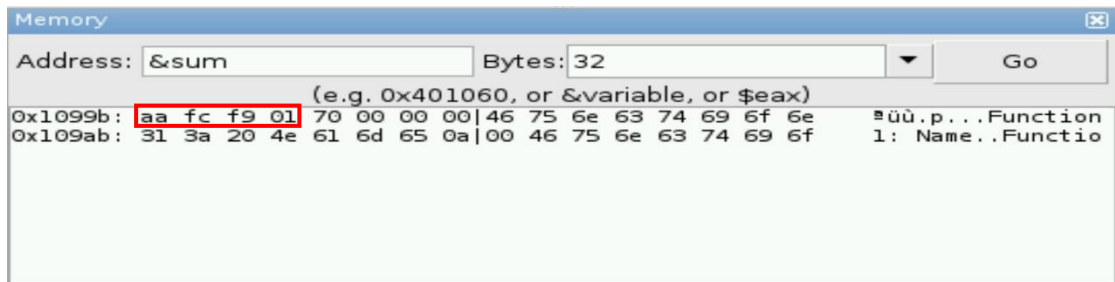 Memory
Address: &sum Bytes: 32 Go
(e.g. 0x401060, or &variable, or $eax)
0x1099b: aa fc f9 01 70 00 00 00|46 75 6e 63 74 69 6f 6e ªüù.p...Function
0x109ab: 31 3a 20 4e 61 6d 65 0a|00 46 75 6e 63 74 69 6f 1: Name..Functio